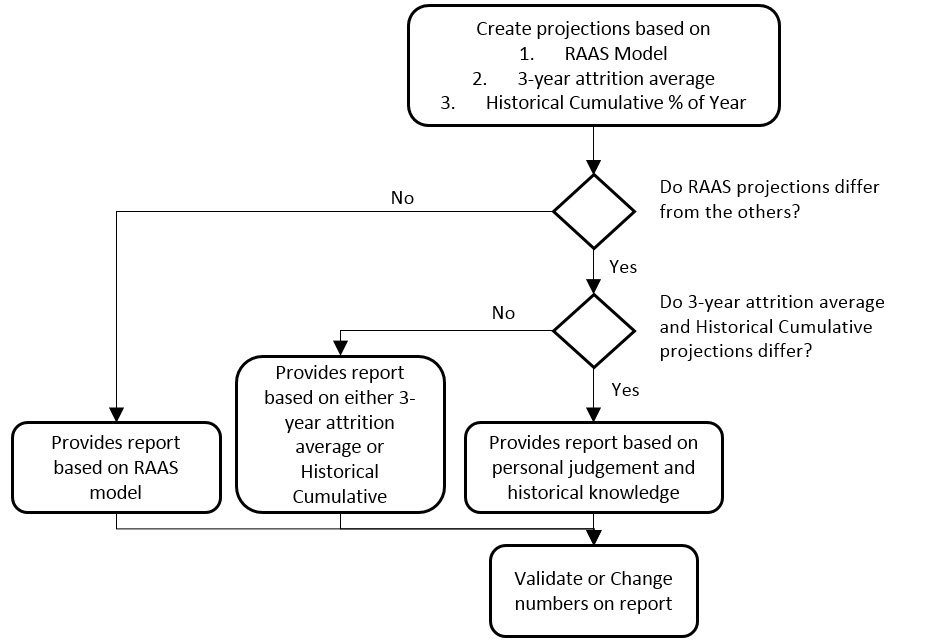 Create projections based on
1. RAAS Model
2. 3-year attrition average
3. Historical Cumulative % of Year
Do RAAS projections differ
from the others?
No
Yes
Do 3-year attrition average
and Historical Cumulative
projections differ?
No
Yes
Provides report
based on RAAS
model
Provides report
based on either 3-
year attrition
average or
Historical
Cumulative
Provides report based on
personal judgement and
historical knowledge
Validate or Change
numbers on report